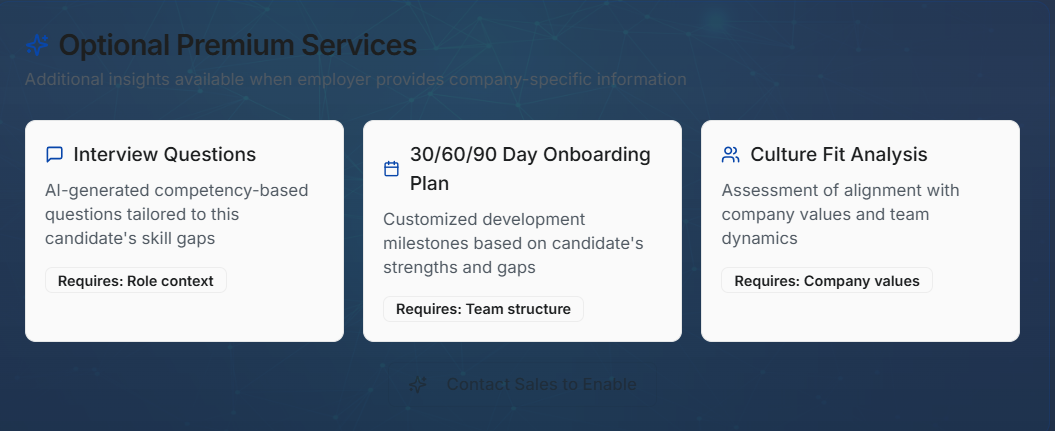 Optional Premium Services
Additional insights available when employer provides company-specific information
Interview Questions
AI-generated competency-based
questions tailored to this
candidate's skill gaps
Requires: Role context
30/60/90 Day Onboarding
Plan
Customized development
milestones based on candidate's
strengths and gaps
Requires: Team structure
Culture Fit Analysis
Assessment of alignment with
company values and team
dynamics
Requires: Company values
Contact Sales to Enable